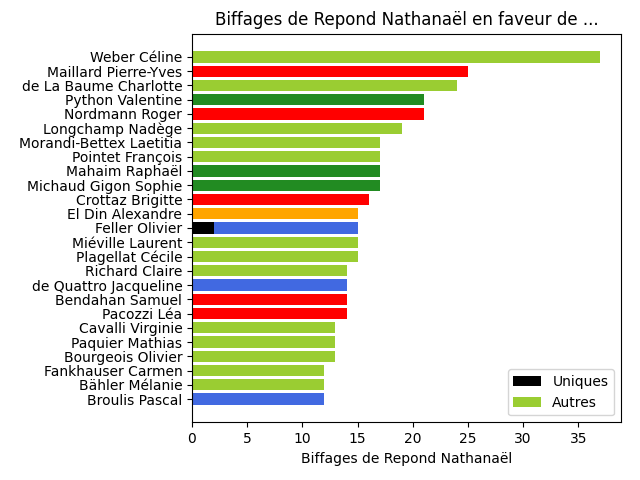 Biffages de Repond Nathanaël en faveur de ...
Weber Céline
Maillard Pierre-Yves
de La Baume Charlotte
Python Valentine
Nordmann Roger
Longchamp Nadège
Morandi-Bettex Laetitia
Pointet François
Mahaim Raphaël
Michaud Gigon Sophie
Crottaz Brigitte
El Din Alexandre
Feller Olivier
Miéville Laurent
Plagellat Cécile
Richard Claire
de Quattro Jacqueline
Bendahan Samuel
Pacozzi Léa
Cavalli Virginie
Paquier Mathias
Bourgeois Olivier
Fankhauser Carmen
Bähler Mélanie
Broulis Pascal
Uniques
Autres
0 5 10 15 20 25 30 35
Biffages de Repond Nathanaël